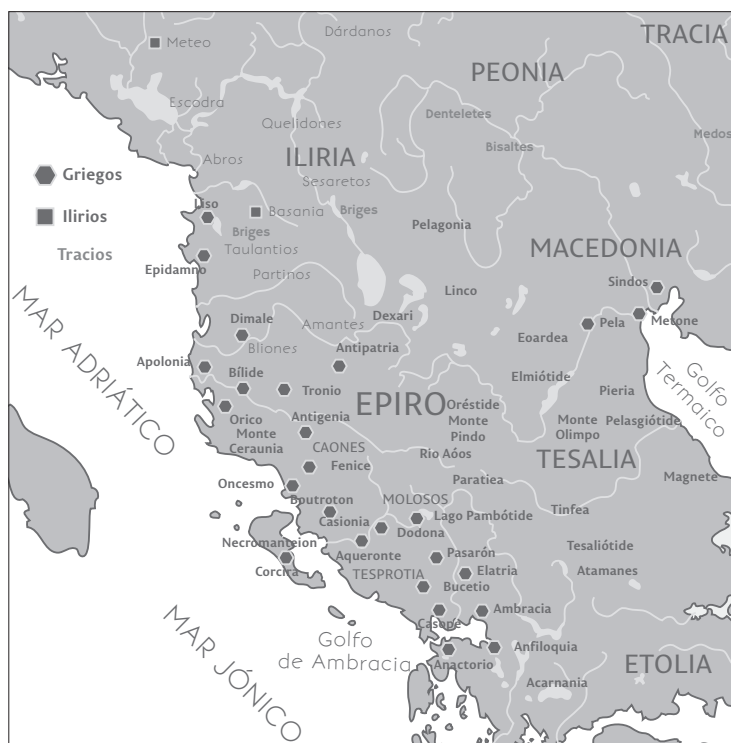 Dárdanos
TRACIA
Meteo
PEONIA
Escodra
Denteletes
Quelidones
Medos
Bisaltes
Abros
ILIRIA
Griegos
Sesaretos
Liso
Basania
Briges
Ilirios
Pelagonia
Briges
Taulantios
MACEDONIA
Tracios
Epidamno
Partinos
Sindos
Linco
MAR ADRIÁTICO
Dimale
Amantes
Dexari
Pela
Metone
Eoardea
Bliones
Antipatria
Apolonia
Golfo
Termaico
Bílide
Elmiótide
Tronio
Pieria
EPIRO
Oréstide
Orico
Antigenia
Monte
Pindo
Monte
Olimpo
Pelasgiótide
Monte
Ceraunia
CAONES
Río Aóos
TESALIA
Fenice
Magnete
Oncesmo
Paratiea
Boutroton
MOLOSOS
Tinfea
Casionia
Lago Pambótide
Dodona
Necromanteion
Tesaliótide
Aqueronte
Pasarón
Corcira
TESPROTIA
Elatria
Atamanes
Bucetio
Ambracia
Casope
MAR JÓNICO
Golfo
de Ambracia
Anfiloquia
Anactorio
ETOLIA
Acarnania